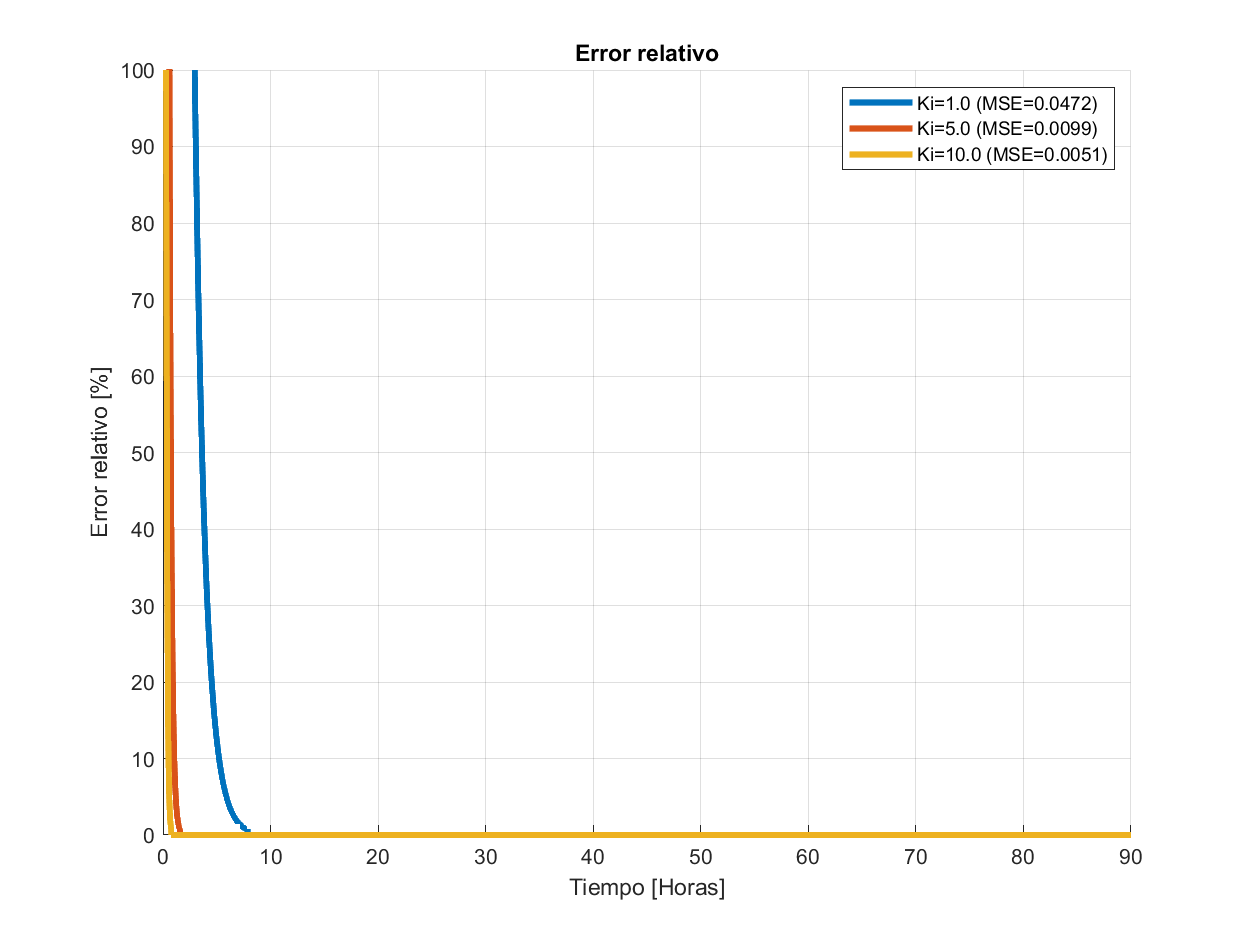 Error relativo
100
90
80
70
60
50
40
30
20
10
0
Error relativo [%]
Ki=1.0 (MSE=0.0472)
Ki=5.0 (MSE=0.0099)
Ki=10.0 (MSE=0.0051)
0 10 20 30 40 50 60 70 80 90
Tiempo [Horas]